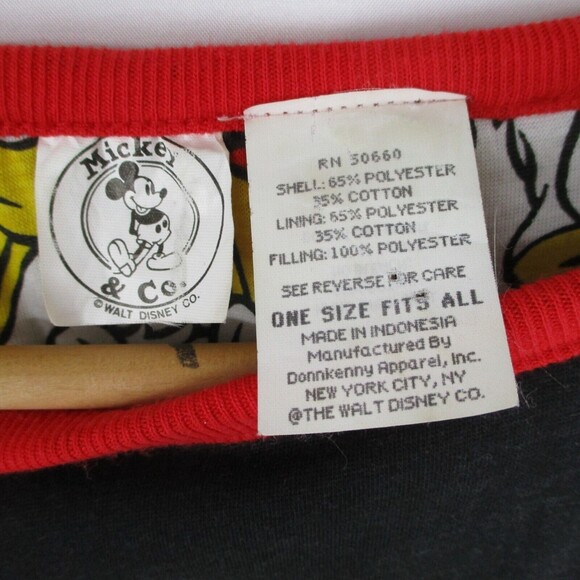 Mickey
& Co.
©WALT DISNEY CO.
RN 50660
SHELL: 65% POLYESTER
35% COTTON
LINING: 65% POLYESTER
35% COTTON
FILLING: 100% POLYESTER
SEE REVERSE FOR CARE
ONE SIZE FITS ALL
MADE IN INDONESIA
Manufactured By
Donnkenny Apparel, Inc.
NEW YORK CITY, NY
@THE WALT DISNEY CO.